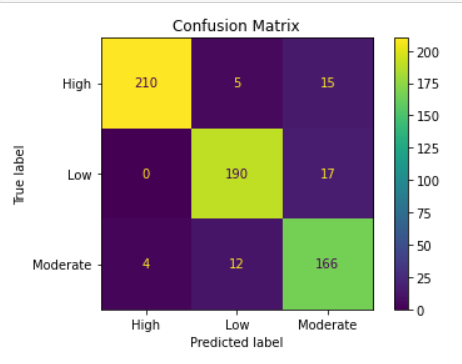 Confusion Matrix
True label
High 210 5 15
Low 0 190 17
Moderate 4 12 166
High Low Moderate
Predicted label
200
175
150
125
100
75
50
25
0